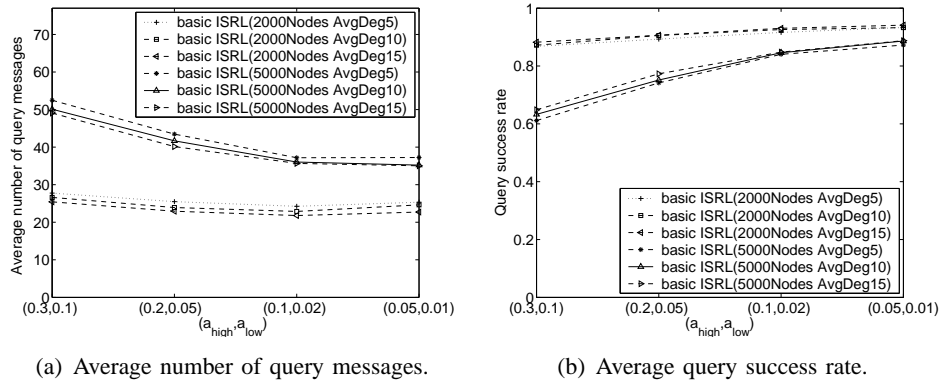 70
60
50
40
30
20
10
0
Average number of query messages
basic ISRL(2000Nodes AvgDeg5)
basic ISRL(2000Nodes AvgDeg10)
basic ISRL(2000Nodes AvgDeg15)
basic ISRL(5000Nodes AvgDeg5)
basic ISRL(5000Nodes AvgDeg10)
basic ISRL(5000Nodes AvgDeg15)
(0.3,0.1) (0.2,0.05) (0.1,0.02) (0.05,0.01)
(a_high,a_low)
(a) Average number of query messages.
1
0.8
0.6
0.4
0.2
0
Query success rate
basic ISRL(2000Nodes AvgDeg5)
basic ISRL(2000Nodes AvgDeg10)
basic ISRL(2000Nodes AvgDeg15)
basic ISRL(5000Nodes AvgDeg5)
basic ISRL(5000Nodes AvgDeg10)
basic ISRL(5000Nodes AvgDeg15)
(0.3,0.1) (0.2,0.05) (0.1,0.02) (0.05,0.01)
(a_high,a_low)
(b) Average query success rate.